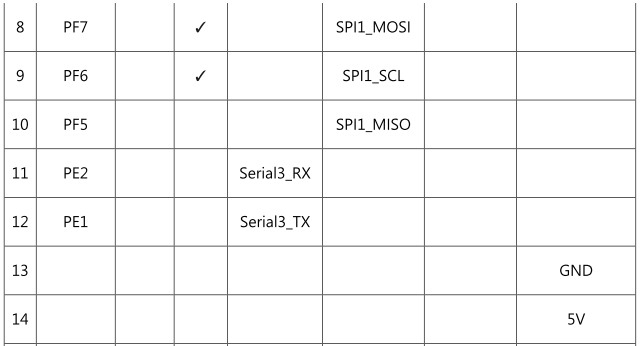 8 PF7 ✓ SPI1_MOSI
9 PF6 ✓ SPI1_SCL
10 PF5 SPI1_MISO
11 PE2 Serial3_RX
12 PE1 Serial3_TX
13 GND
14 5V